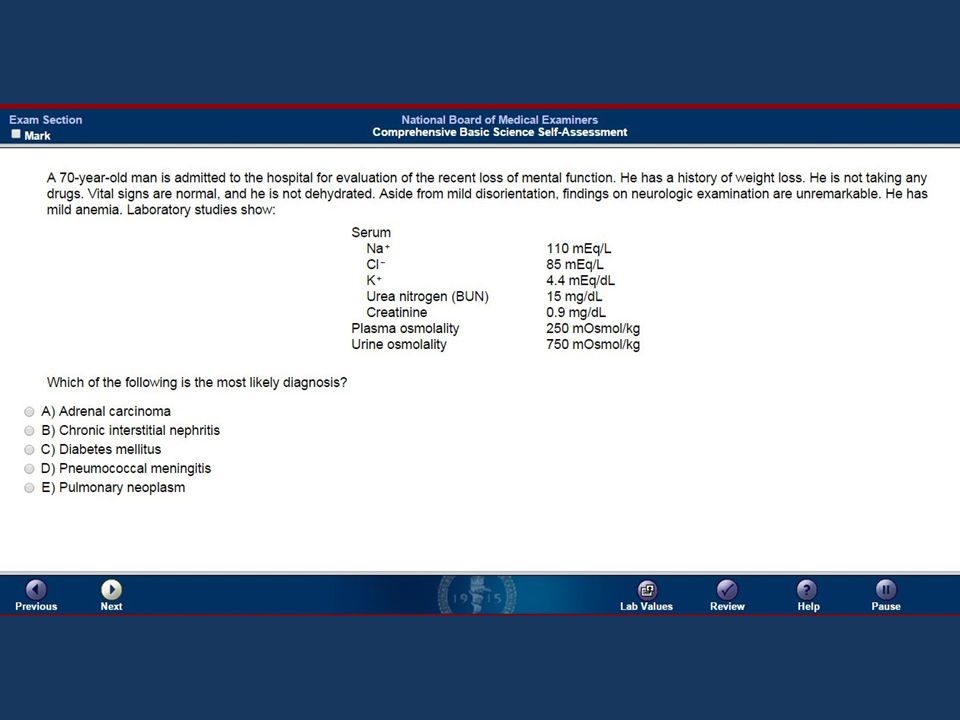 Exam Section
National Board of Medical Examiners
Mark
Comprehensive Basic Science Self-Assessment
A 70-year-old man is admitted to the hospital for evaluation of the recent loss of mental function. He has a history of weight loss. He is not taking any
drugs. Vital signs are normal, and he is not dehydrated. Aside from mild disorientation, findings on neurologic examination are unremarkable. He has
mild anemia. Laboratory studies show:
Serum
Na+ 110 mEq/L
Cl− 85 mEq/L
K+ 4.4 mEq/dL
Urea nitrogen (BUN) 15 mg/dL
Creatinine 0.9 mg/dL
Plasma osmolality 250 mOsmol/kg
Urine osmolality 750 mOsmol/kg
Which of the following is the most likely diagnosis?
A) Adrenal carcinoma
B) Chronic interstitial nephritis
C) Diabetes mellitus
D) Pneumococcal meningitis
E) Pulmonary neoplasm
1915
Previous Next Lab Values Review Help Pause